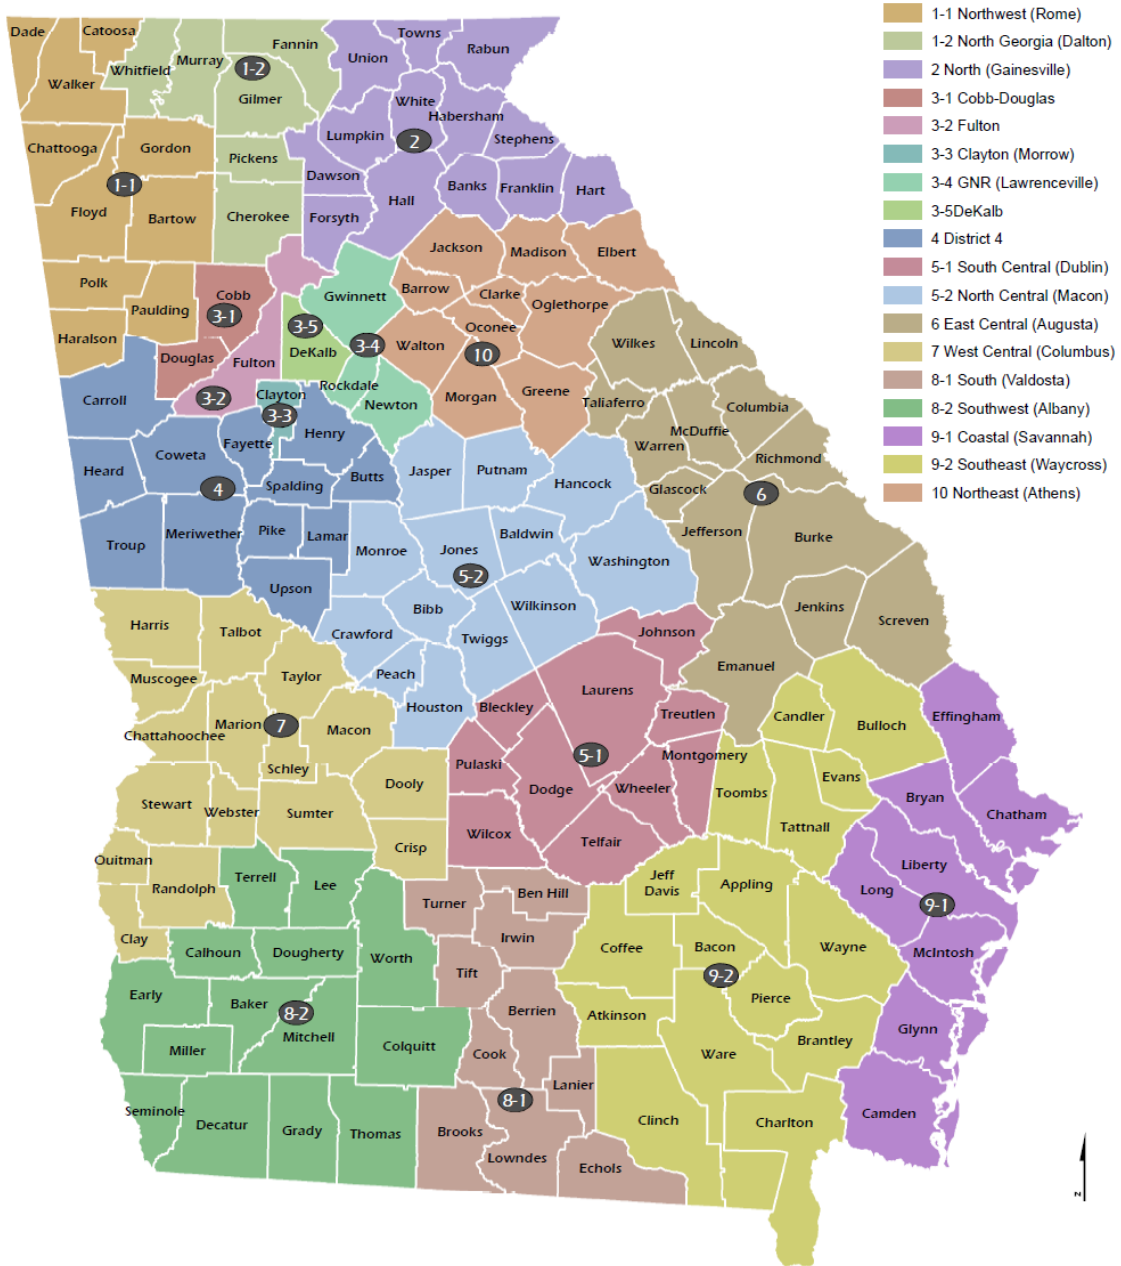 1-1 Northwest (Rome)
1-2 North Georgia (Dalton)
2 North (Gainesville)
3-1 Cobb-Douglas
3-2 Fulton
3-3 Clayton (Morrow)
3-4 GNR (Lawrenceville)
3-5DeKalb
4 District 4
5-1 South Central (Dublin)
5-2 North Central (Macon)
6 East Central (Augusta)
7 West Central (Columbus)
8-1 South (Valdosta)
8-2 Southwest (Albany)
9-1 Coastal (Savannah)
9-2 Southeast (Waycross)
10 Northeast (Athens)
Dade
Catoosa
Walker
Whitfield
Murray
Fannin
1-2
Gilmer
Union
Towns
Rabun
White
Habersham
Lumpkin
2
Stephens
Chattooga
Gordon
Pickens
Dawson
1-1
Floyd
Bartow
Cherokee
Forsyth
Hall
Banks
Franklin
Hart
Jackson
Madison
Elbert
Polk
Paulding
Haralson
Cobb
3-1
Douglas
Fulton
3-2
3-5
DeKalb
Gwinnett
3-4
Rockdale
Newton
Clayton
3-3
Barrow
Clarke
Oglethorpe
Oconee
Walton
10
Morgan
Greene
Wilkes
Lincoln
Taliaferro
Columbia
McDuffie
Warren
Richmond
Glascock
6
Jefferson
Burke
Jenkins
Screven
Emanuel
Carroll
Heard
Coweta
Fayette
Henry
Spalding
Butts
4
Troup
Meriwether
Pike
Lamar
Upson
Jasper
Putnam
Hancock
Monroe
Jones
Baldwin
Washington
5-2
Bibb
Wilkinson
Crawford
Twiggs
Peach
Houston
Harris
Talbot
Muscogee
Taylor
Chattahoochee
Marion
7
Macon
Schley
Dooly
Stewart
Webster
Sumter
Crisp
Quitman
Randolph
Clay
Johnson
Laurens
Bleckley
Treutlen
Pulaski
5-1
Montgomery
Dodge
Wheeler
Wilcox
Telfair
Candler
Bulloch
Effingham
Toombs
Evans
Tattnall
Bryan
Chatham
Liberty
Long
9-1
McIntosh
Glynn
Camden
Terrell
Lee
Calhoun
Dougherty
Worth
Early
Baker
8-2
Mitchell
Miller
Colquitt
Seminole
Decatur
Grady
Thomas
Turner
Ben Hill
Irwin
Tift
Berrien
Cook
Lanier
8-1
Brooks
Lowndes
Echols
Jeff
Davis
Appling
Coffee
Bacon
Wayne
9-2
Pierce
Atkinson
Brantley
Ware
Clinch
Charlton
N